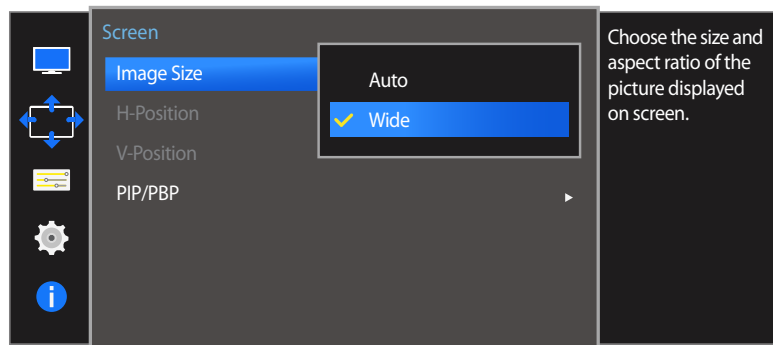 Screen
Image Size
Auto
H-Position
Wide
V-Position
PIP/PBP
Choose the size and
aspect ratio of the
picture displayed
on screen.
i